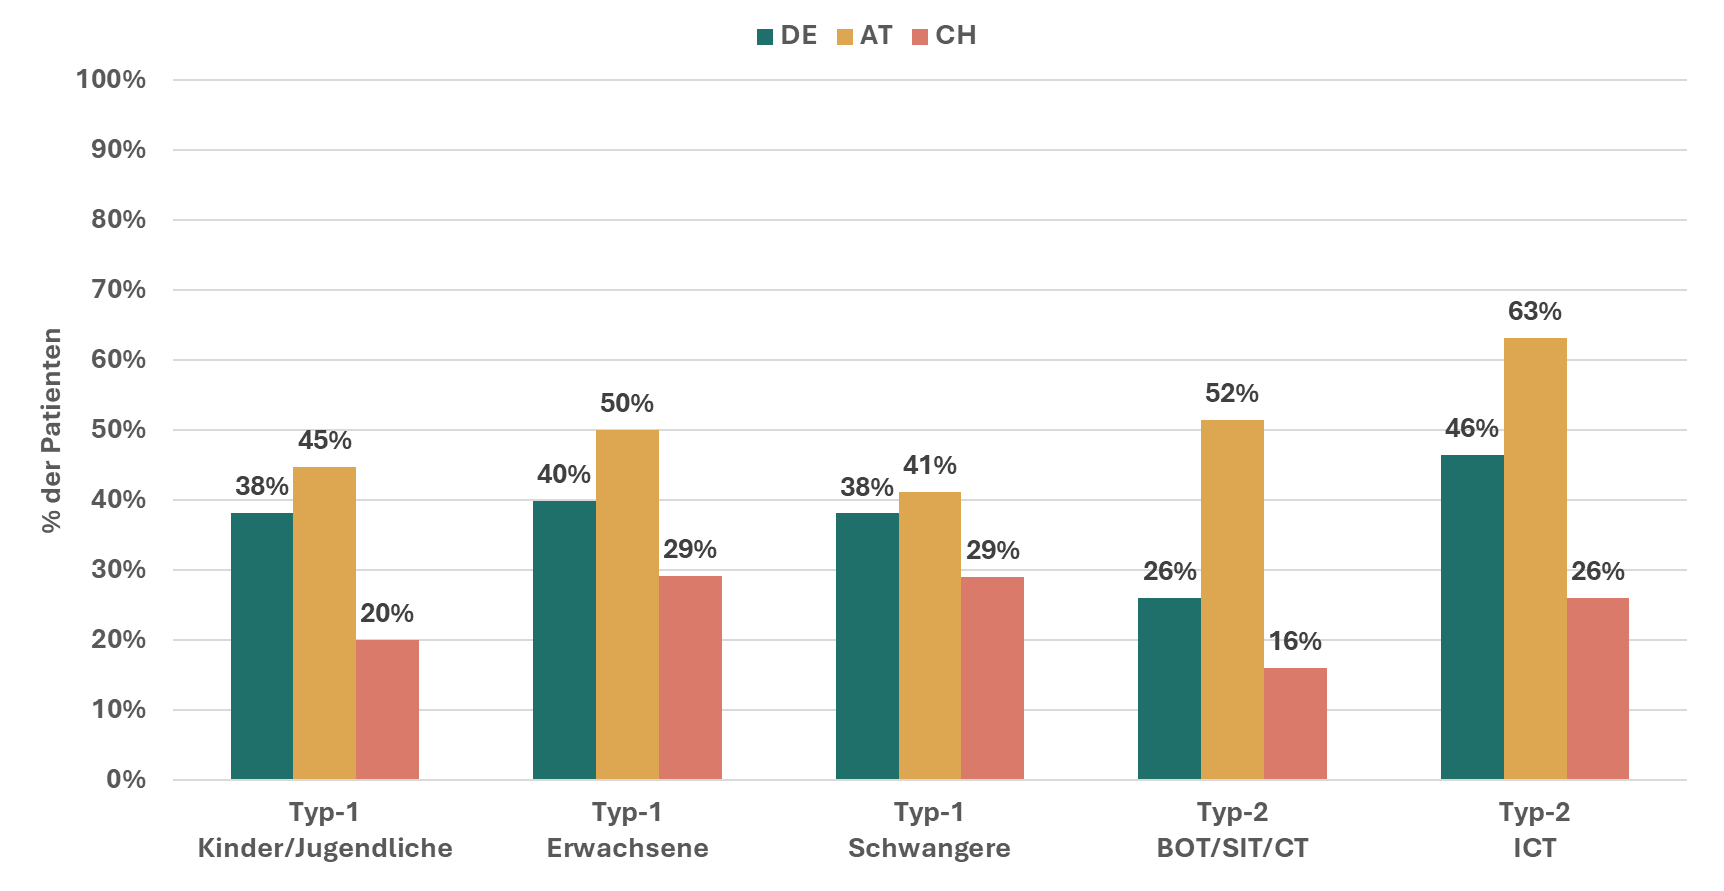 DE AT CH
100%
90%
80%
70%
60%
50%
40%
30%
20%
10%
0%
% der Patienten
38% 45% 20%
40% 50% 29%
38% 41% 29%
26% 52% 16%
46% 63% 26%
Typ-1
Kinder/Jugendliche
Typ-1
Erwachsene
Typ-1
Schwangere
Typ-2
BOT/SIT/CT
Typ-2
ICT